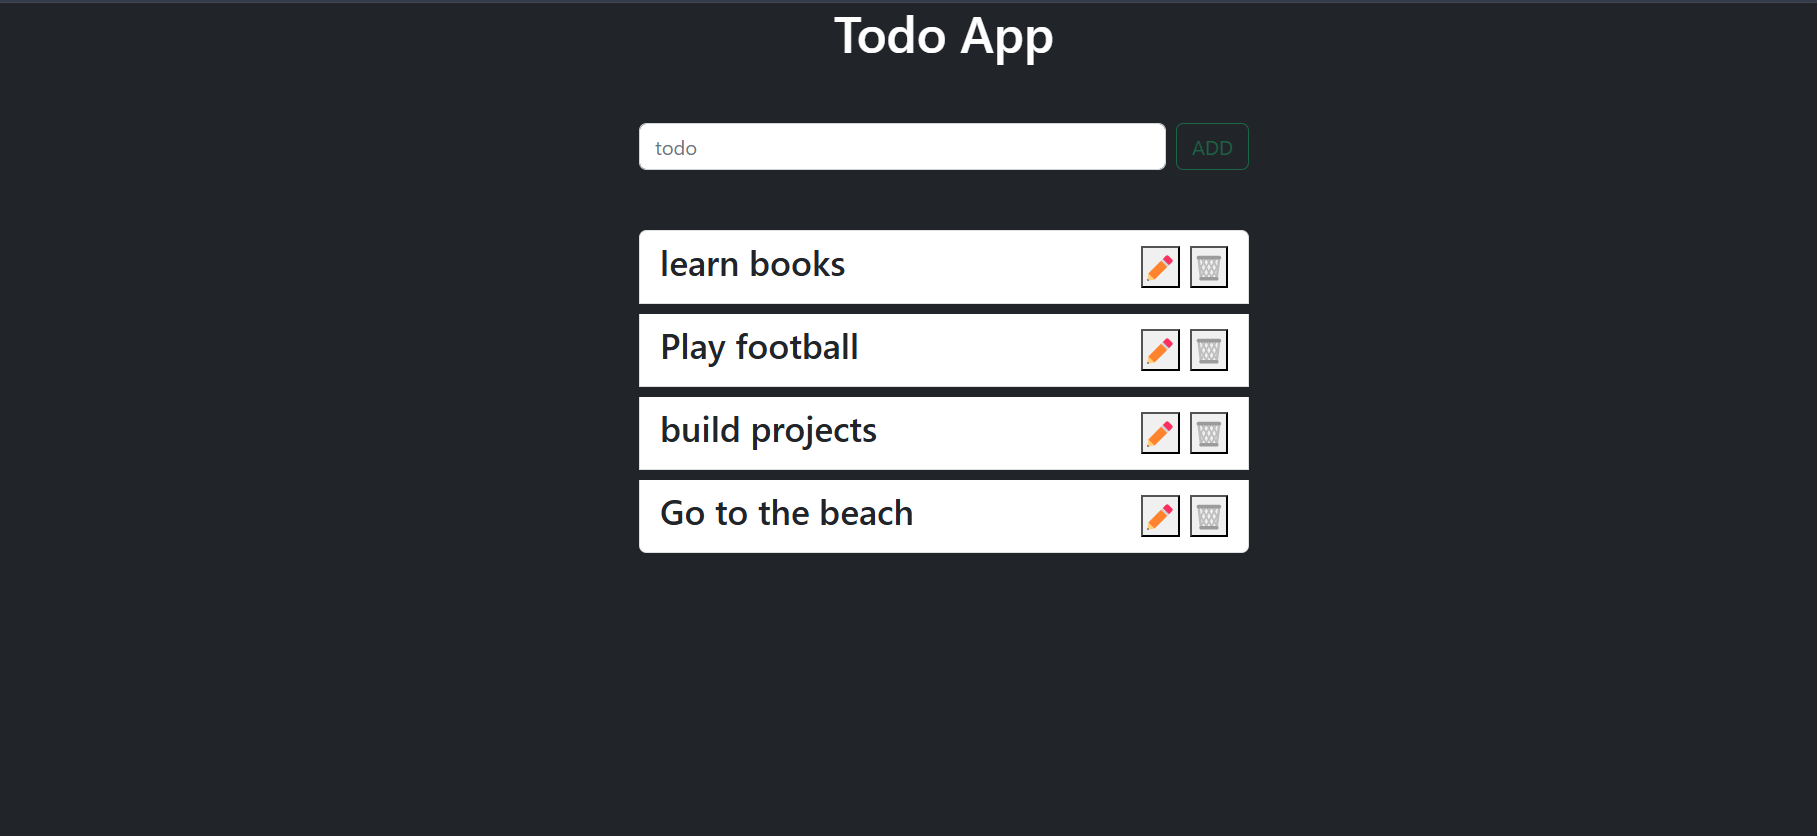 Todo App
todo
ADD
learn books
Play football
build projects
Go to the beach